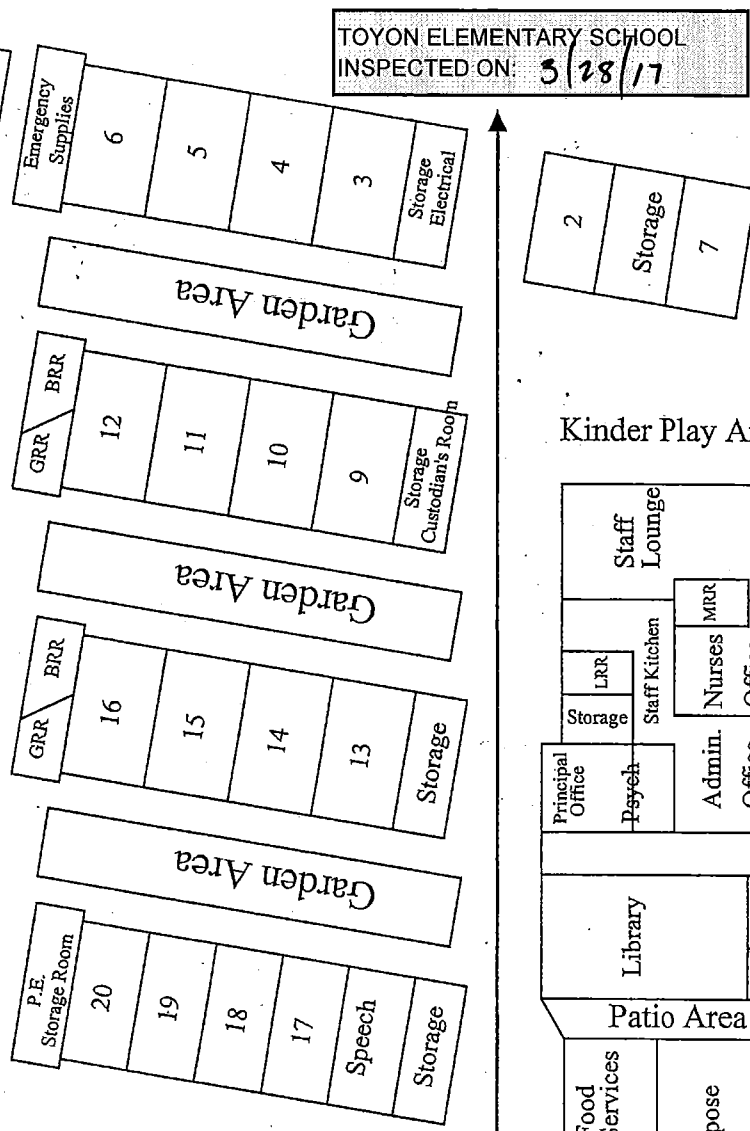 TOYON ELEMENTARY SCHOOL
INSPECTED ON: 3/28/17
Emergency
Supplies
6
5
4
3
Storage
Electrical
2
Storage
7
Garden Area
GRR
BRR
12
11
10
9
Storage
Custodian's Room
Kinder Play
Garden Area
Staff
Lounge
MRR
LRR
Staff Kitchen
Nurses
Storage
Principal
Office
Psych
Admin.
GRR
BRR
16
15
14
13
Storage
Garden Area
P.E.
Storage Room
20
19
18
17
Speech
Storage
Library
Patio Area
Food
Services
pose